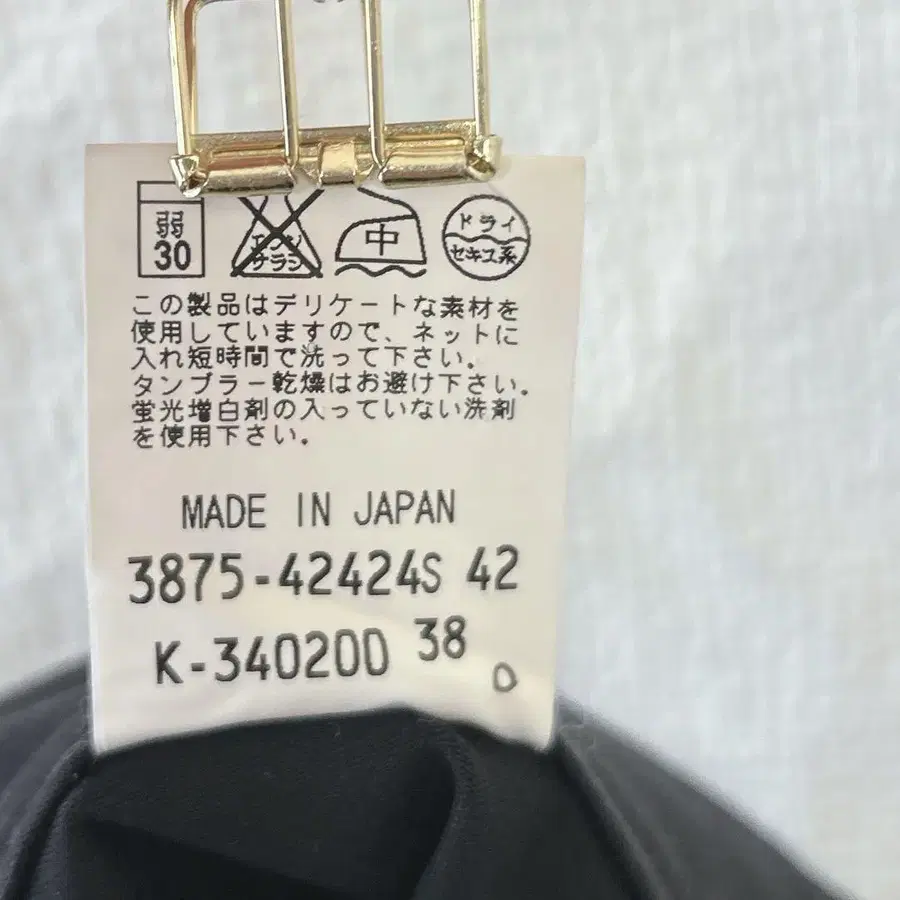 弱
30
エンソ
サラシ
中
ドライ
セキユ系
この製品はデリケートな素材を
使用していますので、ネットに
入れ短時間で洗って下さい。
タンブラー乾燥はお避け下さい。
蛍光増白剤の入っていない洗剤
を使用下さい。
MADE IN JAPAN
3875-42424S 42
K-340200 38
0